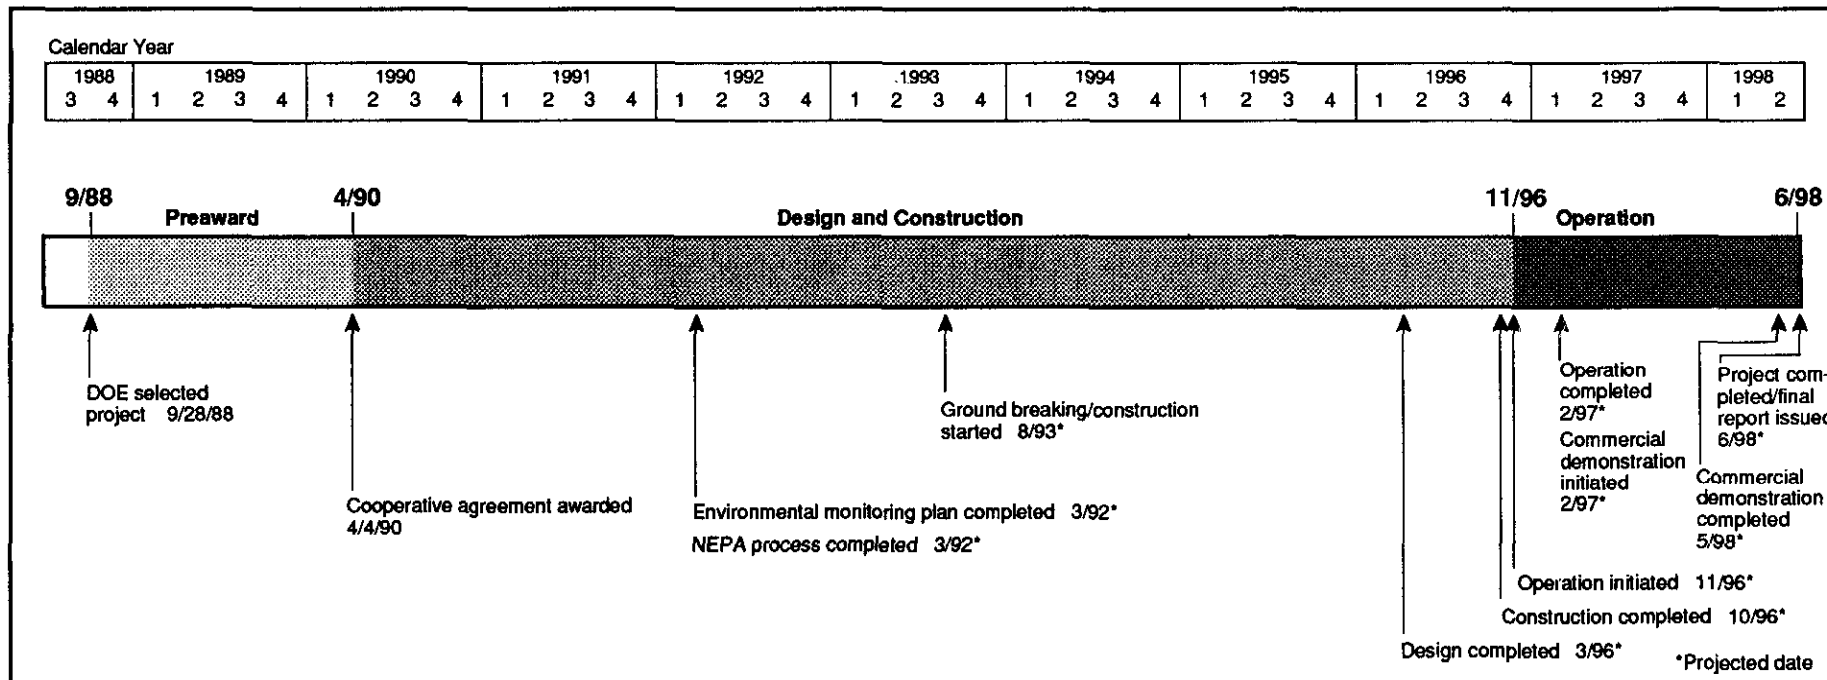 Calendar Year
1988 1989 1990 1991 1992 1993 1994 1995 1996 1997 1998
3 4 1 2 3 4 1 2 3 4 1 2 3 4 1 2 3 4 1 2 3 4 1 2 3 4 1 2 3 4 1 2 3 4 1 2 3 4 1 2
9/88 4/90 11/96 6/98
Preaward Design and Construction Operation
DOE selected
project 9/28/88
Cooperative agreement awarded
4/4/90
Environmental monitoring plan completed 3/92*
NEPA process completed 3/92*
Ground breaking/construction
started 8/93*
Design completed 3/96*
Construction completed 10/96*
Operation initiated 11/96*
Operation
completed
2/97*
Commercial
demonstration
initiated
2/97*
Commercial
demonstration
completed
5/98*
Project com-
pleted/final
report issued
6/98*
*Projected date